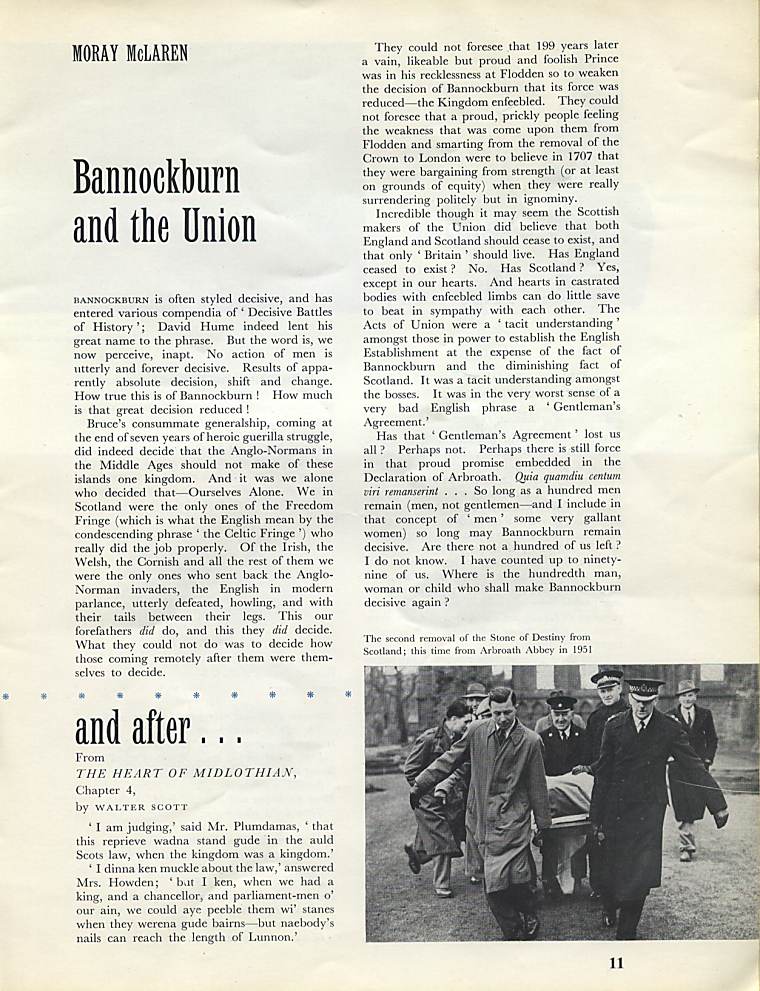 MORAY McLAREN
Bannockburn
and the Union
BANNOCKBURN is often styled decisive, and has
entered various compendia of ‘ Decisive Battles
of History ’; David Hume indeed lent his
great name to the phrase. But the word is, we
now perceive, inapt. No action of men is
utterly and forever decisive. Results of appa-
rently absolute decision, shift and change.
How true this is of Bannockburn ! How much
is that great decision reduced !
Bruce's consummate generalship, coming at
the end of seven years of heroic guerilla struggle,
did indeed decide that the Anglo-Normans in
the Middle Ages should not make of these
islands one kingdom. And it was we alone
who decided that—Ourselves Alone. We in
Scotland were the only ones of the Freedom
Fringe (which is what the English mean by the
condescending phrase ‘ the Celtic Fringe ’) who
really did the job properly. Of the Irish, the
Welsh, the Cornish and all the rest of them we
were the only ones who sent back the Anglo-
Norman invaders, the English in modern
parlance, utterly defeated, howling, and with
their tails between their legs. This our
forefathers did do, and this they did decide.
What they could not do was to decide how
those coming remotely after them were them-
selves to decide.
* * * * * * * * * *
and after . . .
From
THE HEART OF MIDLOTHIAN,
Chapter 4,
by WALTER SCOTT
‘ I am judging,’ said Mr. Plumdamas, ‘ that
this reprieve wadna stand gude in the auld
Scots law, when the kingdom was a kingdom.’
‘ I dinna ken muckle about the law,’ answered
Mrs. Howden; ‘ but I ken, when we had a
king, and a chancellor, and parliament-men o’
our ain, we could aye peeble them wi’ stanes
when they werena gude bairns—but naebody’s
nails can reach the length of Lunnon.’
They could not foresee that 199 years later
a vain, likeable but proud and foolish Prince
was in his recklessness at Flodden so to weaken
the decision of Bannockburn that its force was
reduced—the Kingdom enfeebled. They could
not foresee that a proud, prickly people feeling
the weakness that was come upon them from
Flodden and smarting from the removal of the
Crown to London were to believe in 1707 that
they were bargaining from strength (or at least
on grounds of equity) when they were really
surrendering politely but in ignominy.
Incredible though it may seem the Scottish
makers of the Union did believe that both
England and Scotland should cease to exist, and
that only ‘ Britain ’ should live. Has England
ceased to exist ? No. Has Scotland ? Yes,
except in our hearts. And hearts in castrated
bodies with enfeebled limbs can do little save
to beat in sympathy with each other. The
Acts of Union were a ‘ tacit understanding ’
amongst those in power to establish the English
Establishment at the expense of the fact of
Bannockburn and the diminishing fact of
Scotland. It was a tacit understanding amongst
the bosses. It was in the very worst sense of a
very bad English phrase a ‘ Gentleman's
Agreement.’
Has that ‘ Gentleman's Agreement ’ lost us
all ? Perhaps not. Perhaps there is still force
in that proud promise embedded in the
Declaration of Arbroath. Quia quamdiu centum
viri remanserint . . . So long as a hundred men
remain (men, not gentlemen—and I include in
that concept of ‘ men ’ some very gallant
women) so long may Bannockburn remain
decisive. Are there not a hundred of us left ?
I do not know. I have counted up to ninety-
nine of us. Where is the hundredth man,
woman or child who shall make Bannockburn
decisive again ?
The second removal of the Stone of Destiny from
Scotland; this time from Arbroath Abbey in 1951
11